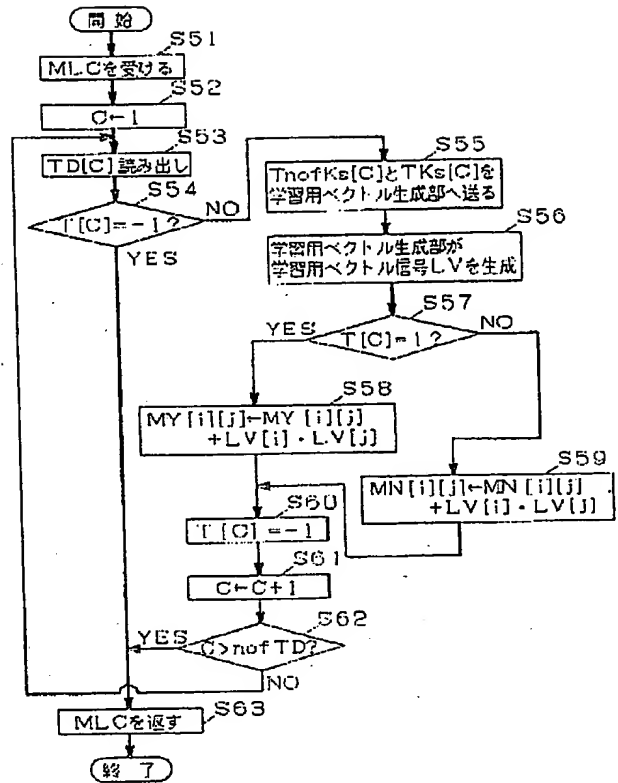 開始
S51
MLCを受ける
S52
C←1
S53
TD[C]読み出し
S54
T[C]=-1?
NO
YES
S55
TnofKs[C]とTKs[C]を
学習用ベクトル生成部へ送る
S56
学習用ベクトル生成部が
学習用ベクトル信号LVを生成
S57
T[C]=1?
YES
NO
S58
MY[i][j]←MY[i][j]
+LV[i]・LV[j]
S59
MN[i][j]←MN[i][j]
+LV[i]・LV[j]
S60
T[C]=-1
S61
C←C+1
S62
C>nofTD?
YES
NO
S63
MLCを返す
終了